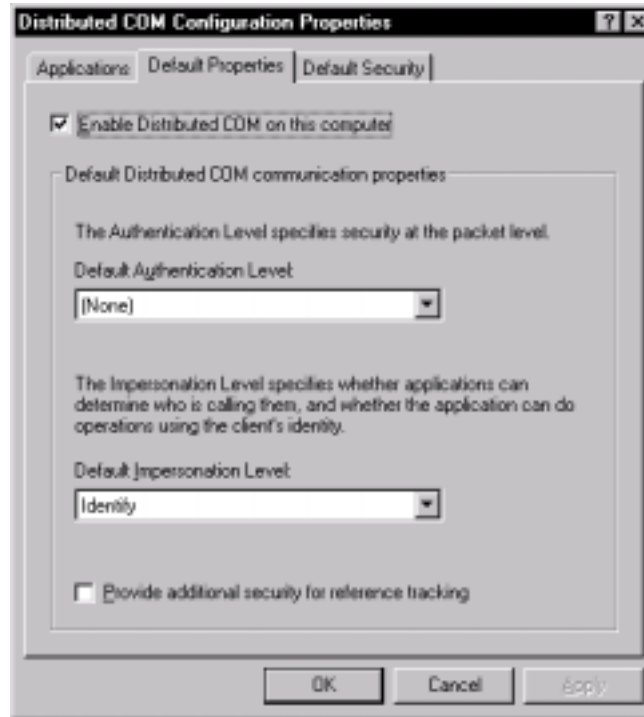 Distributed COM Configuration Properties
Applications
Default Properties
Default Security
Enable Distributed COM on this computer
Default Distributed COM communication properties
The Authentication Level specifies security at the packet level.
Default Authentication Level:
(None)
The Impersonation Level specifies whether applications can
determine who is calling them, and whether the application can do
operations using the client's identity.
Default Impersonation Level:
Identify
Provide additional security for reference tracking
OK
Cancel
Apply